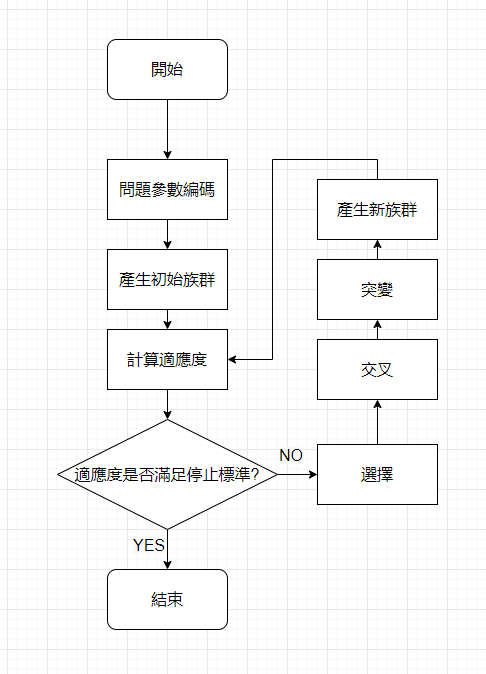 開始
問題參數編碼
產生初始族群
計算適應度
適應度是否滿足停止標準?
NO
YES
結束
選擇
交叉
突變
產生新族群